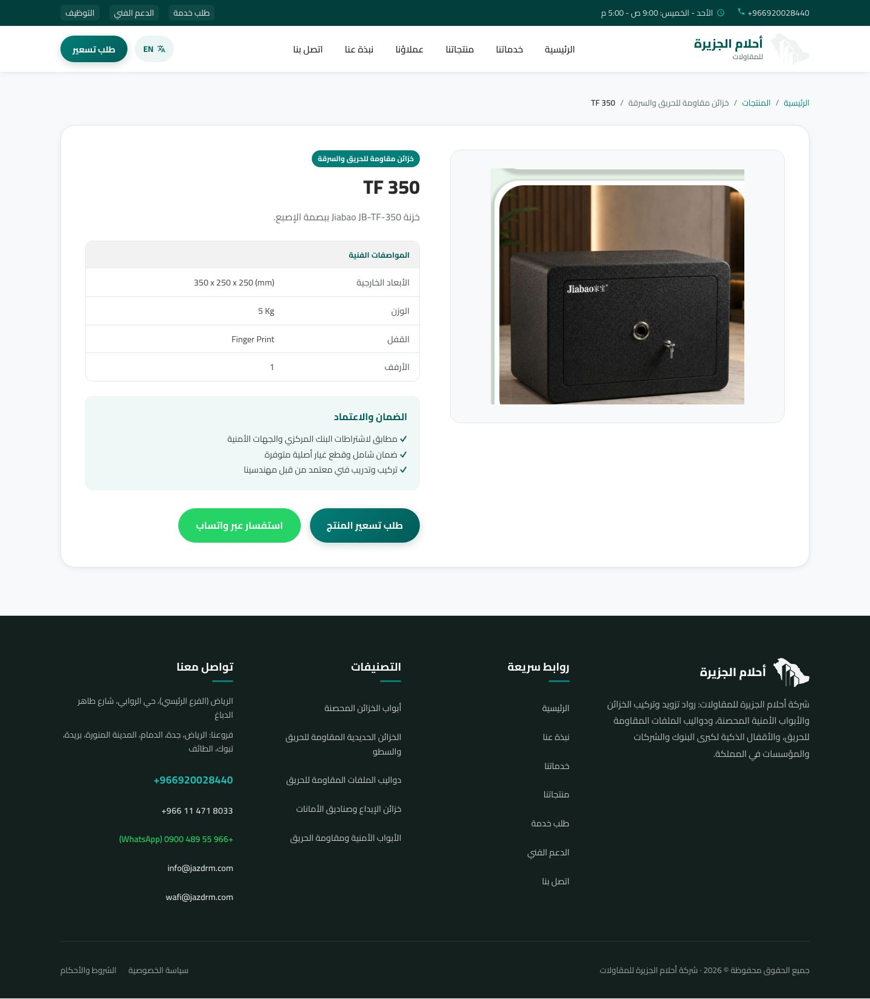 +966920028440
الأحد - الخميس: 9:00 ص - 5:00 م
طلب خدمة
الدعم الفني
التوظيف
أحلام الجزيرة
للمقاولات
الرئيسية
خدماتنا
منتجاتنا
عملاؤنا
نبذة عنا
اتصل بنا
EN
طلب تسعير
الرئيسية / المنتجات / خزائن مقاومة للحريق والسرقة / TF 350
Jiabao家宝®
خزائن مقاومة للحريق والسرقة
TF 350
خزنة Jiabao JB-TF-350 ببصمة الإصبع.
المواصفات الفنية
الأبعاد الخارجية 350 x 250 x 250 (mm)
الوزن 5 Kg
القفل Finger Print
الأرفف 1
الضمان والاعتماد
✓ مطابق لاشتراطات البنك المركزي والجهات الأمنية
✓ ضمان شامل وقطع غيار أصلية متوفرة
✓ تركيب وتدريب فني معتمد من قبل مهندسينا
طلب تسعير المنتج
استفسار عبر واتساب
أحلام الجزيرة
شركة أحلام الجزيرة للمقاولات: رواد تزويد وتركيب الخزائن
والأبواب الأمنية المحصنة، ودواليب الملفات المقاومة
للحريق، والأقفال الذكية لكبرى البنوك والشركات
والمؤسسات في المملكة.
روابط سريعة
الرئيسية
نبذة عنا
خدماتنا
منتجاتنا
طلب خدمة
الدعم الفني
اتصل بنا
التصنيفات
أبواب الخزائن المحصنة
الخزائن الحديدية المقاومة للحريق
والسطو
دواليب الملفات المقاومة للحريق
خزائن الإيداع وصناديق الأمانات
الأبواب الأمنية ومقاومة الحريق
تواصل معنا
الرياض (الفرع الرئيسي)، حي الروابي، شارع طاهر
الدباغ
فروعنا: الرياض، جدة، الدمام، المدينة المنورة، بريدة،
تبوك، الطائف
+966920028440
+966 11 471 8033
+966 55 489 0900 (WhatsApp)
info@jazdrm.com
wafi@jazdrm.com
جميع الحقوق محفوظة © 2026 · شركة أحلام الجزيرة للمقاولات
سياسة الخصوصية
الشروط والأحكام